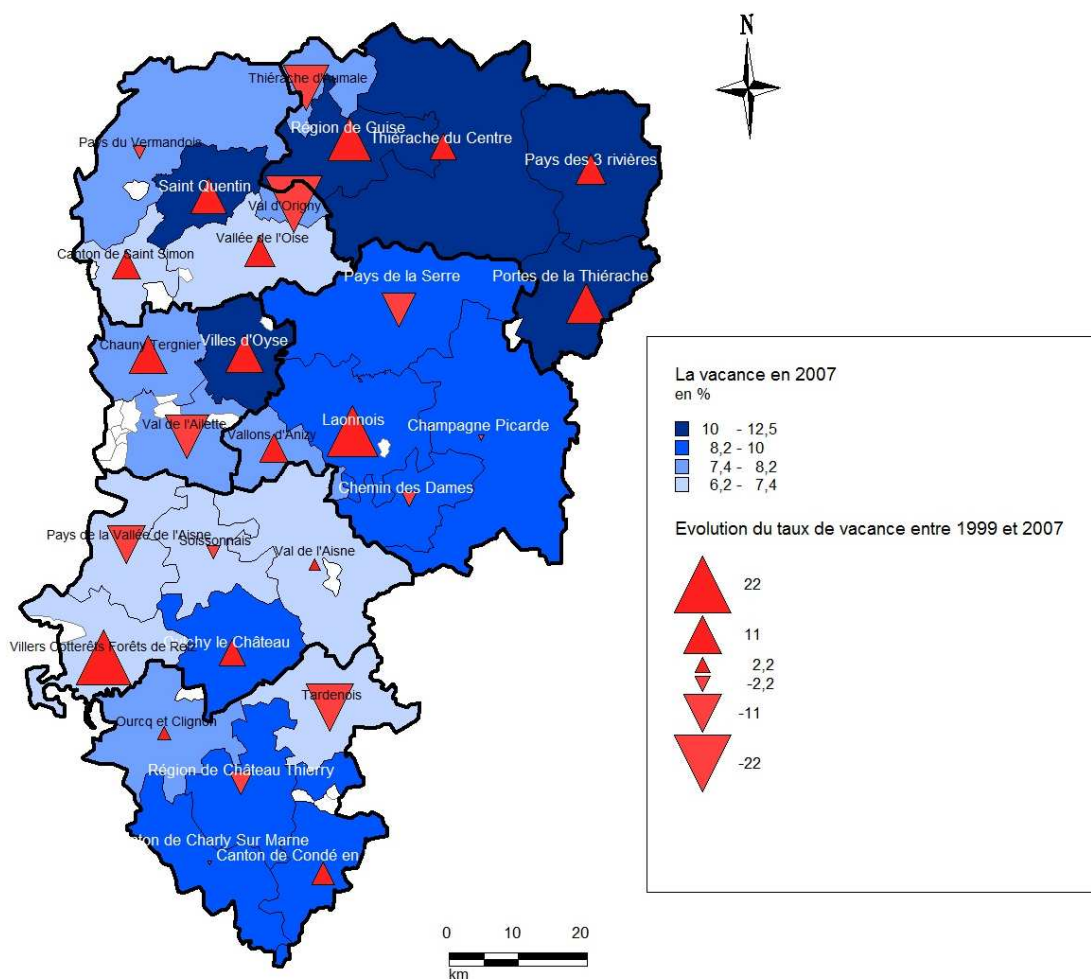 N
Thiérache d'Aumale
Région de Guise
Thiérache du Centre
Pays du Vermandois
Pays des 3 rivières
Saint Quentin
Val d'Origny
Vallée de l'Oise
Canton de Saint Simon
Pays de la Serre
Portes de la Thiérache
Chauny Tergnier
Villes d'Oyse
Val de l'Ailette
Vallons d'Anizy
Laonnois
Champagne Picarde
Chemin des Dames
Pays de la Vallée de l'Aisne
Soissonnais
Val de l'Aisne
Villers Cotterêts Forêts de Retz
le Château
Tardenois
Ourcq et Clignon
Région de Château Thierry
de Charly Sur Marne
Canton de Condé en
La vacance en 2007
en %
10 - 12,5
8,2 - 10
7,4 - 8,2
6,2 - 7,4
Evolution du taux de vacance entre 1999 et 2007
22
11
2,2
-2,2
-11
-22
0 10 20
km